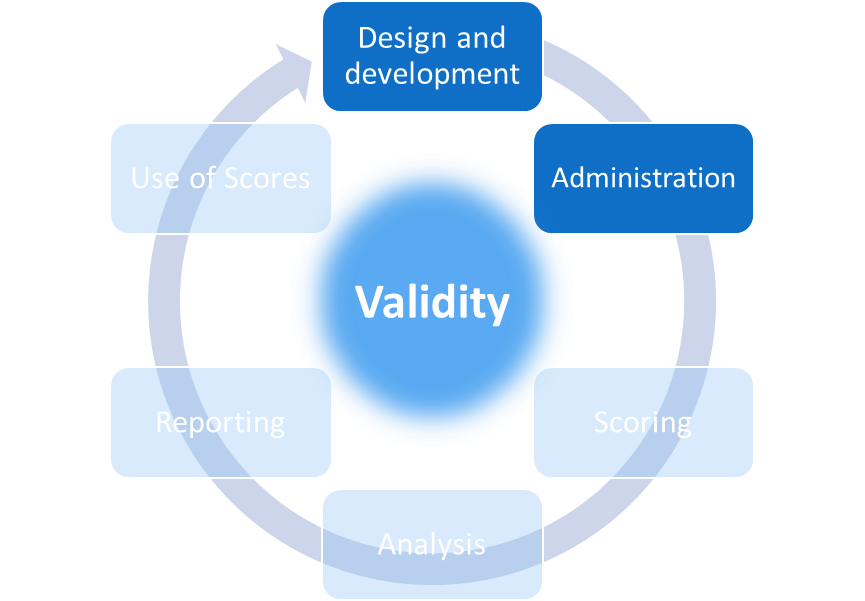 Design and
development
Administration
Scoring
Analysis
Reporting
Use of Scores
Validity